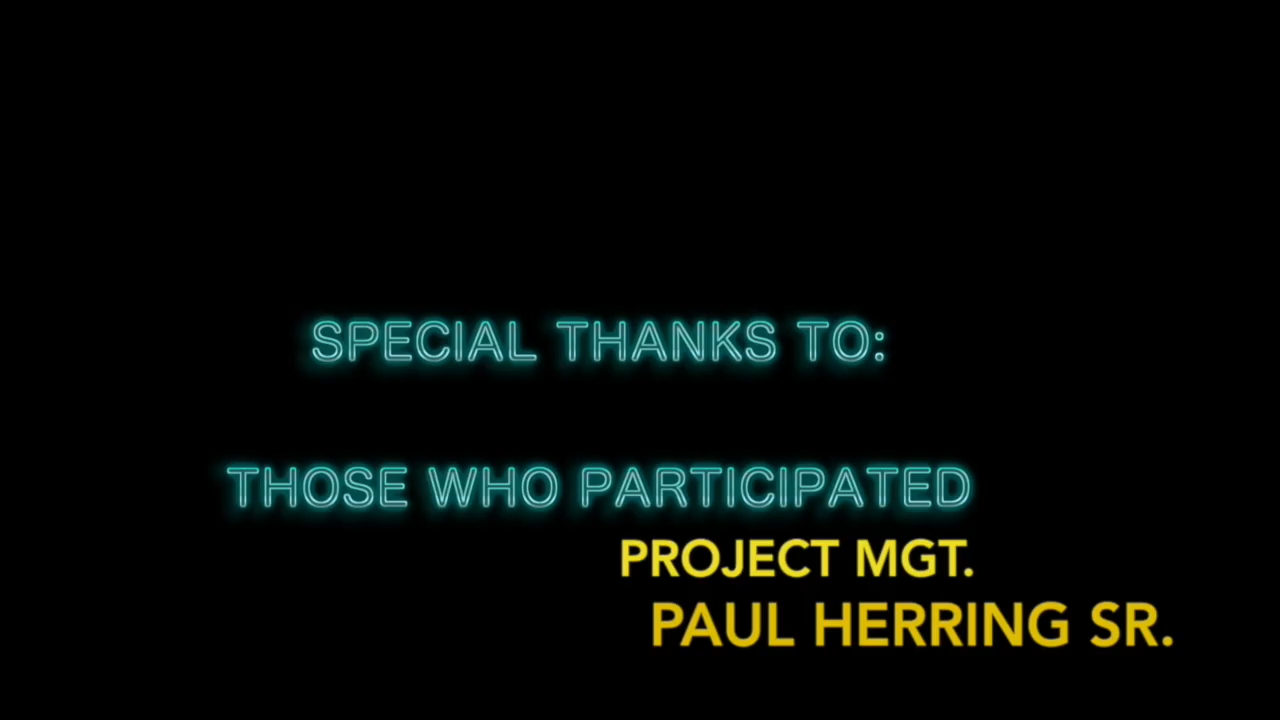 SPECIAL THANKS TO:
THOSE WHO PARTICIPATED
PROJECT MGT.
PAUL HERRING SR.